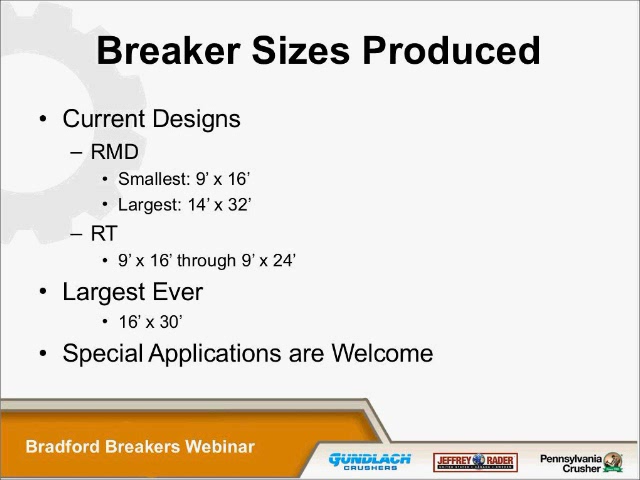 Breaker Sizes Produced
• Current Designs
– RMD
• Smallest: 9’ x 16’
• Largest: 14’ x 32’
– RT
• 9’ x 16’ through 9’ x 24’
• Largest Ever
• 16’ x 30’
• Special Applications are Welcome
Bradford Breakers Webinar
GUNDLACH
CRUSHERS
JEFFREY RADER
Pennsylvania
Crusher